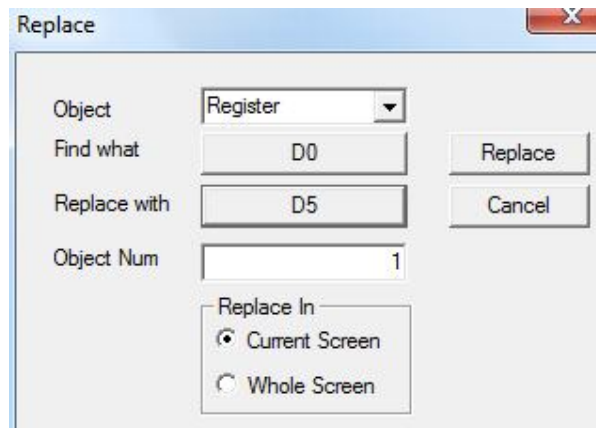 Replace
Object Register
Find what D0 Replace
Replace with D5 Cancel
Object Num 1
Replace In
Current Screen
Whole Screen